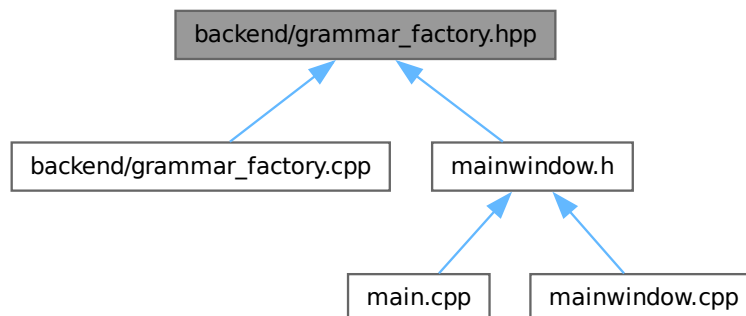 backend/grammar_factory.hpp
backend/grammar_factory.cpp
mainwindow.h
main.cpp
mainwindow.cpp